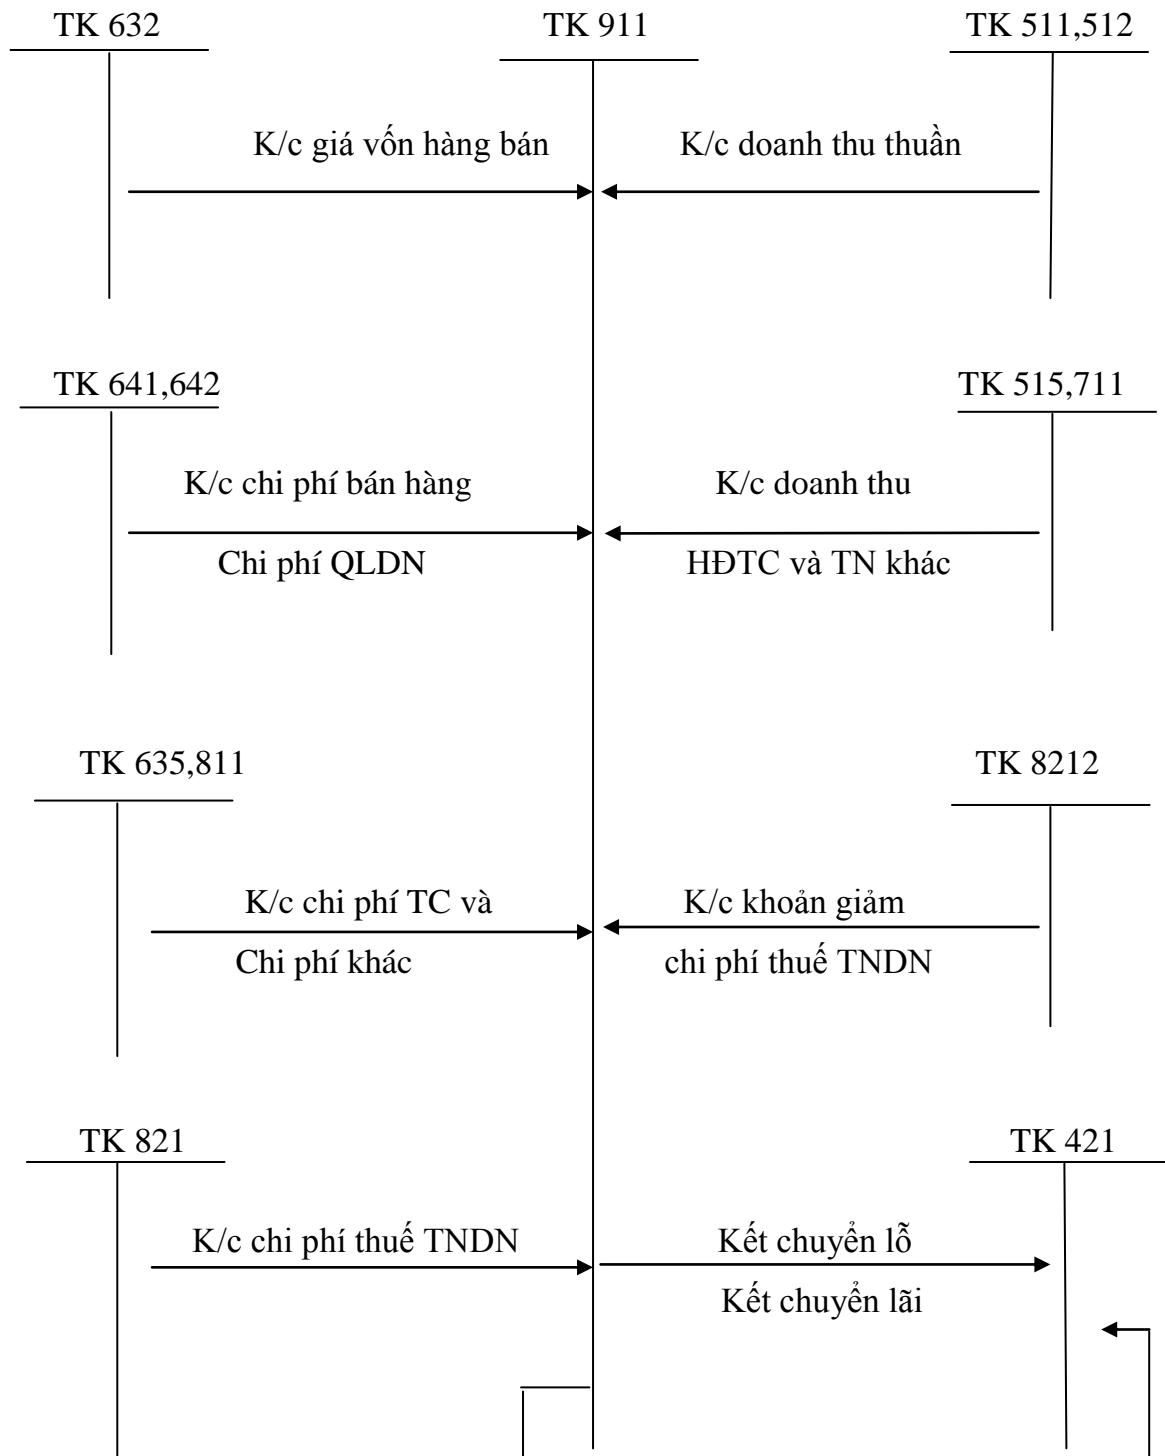 TK 632
TK 911
TK 511,512
K/c giá vốn hàng bán
K/c doanh thu thuần
TK 641,642
TK 515,711
K/c chi phí bán hàng
K/c doanh thu
Chi phí QLDN
HĐTC và TN khác
TK 635,811
TK 8212
K/c chi phí TC và
K/c khoản giảm
Chi phí khác
chi phí thuế TNDN
TK 821
TK 421
K/c chi phí thuế TNDN
Kết chuyển lỗ
Kết chuyển lãi